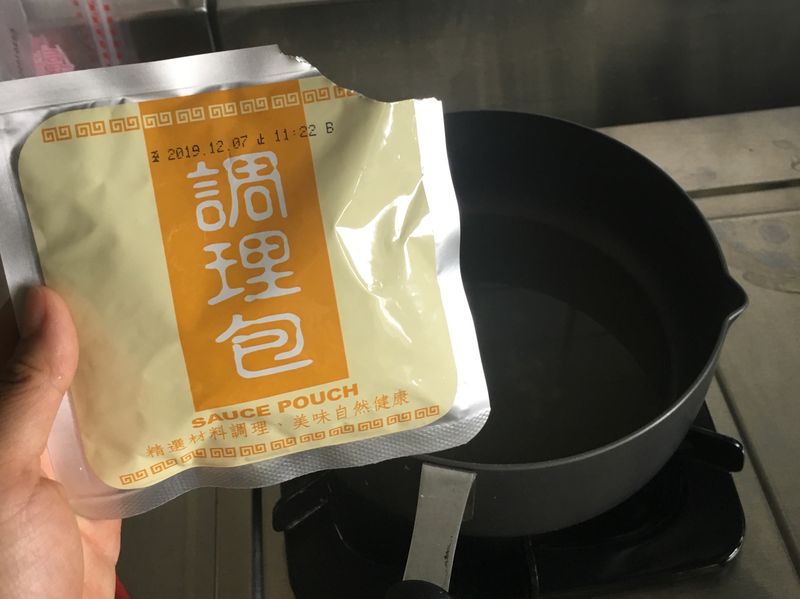 至 2019.12.07 止 11:22 B
調理包
SAUCE POUCH
精選材料調理、美味自然健康